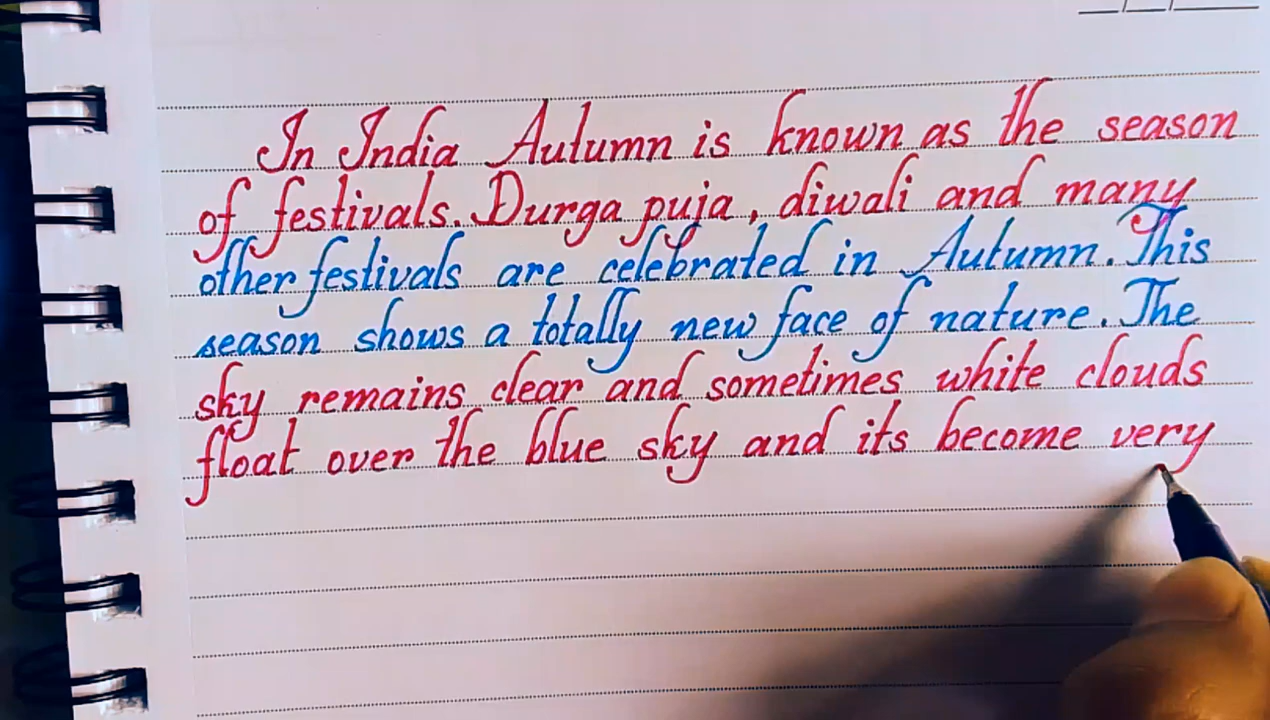 In India Autumn is known as the season
of festivals. Durga puja, diwali and many
other festivals are celebrated in Autumn. This
season shows a totally new face of nature. The
sky remains clear and sometimes white clouds
float over the blue sky and its become very